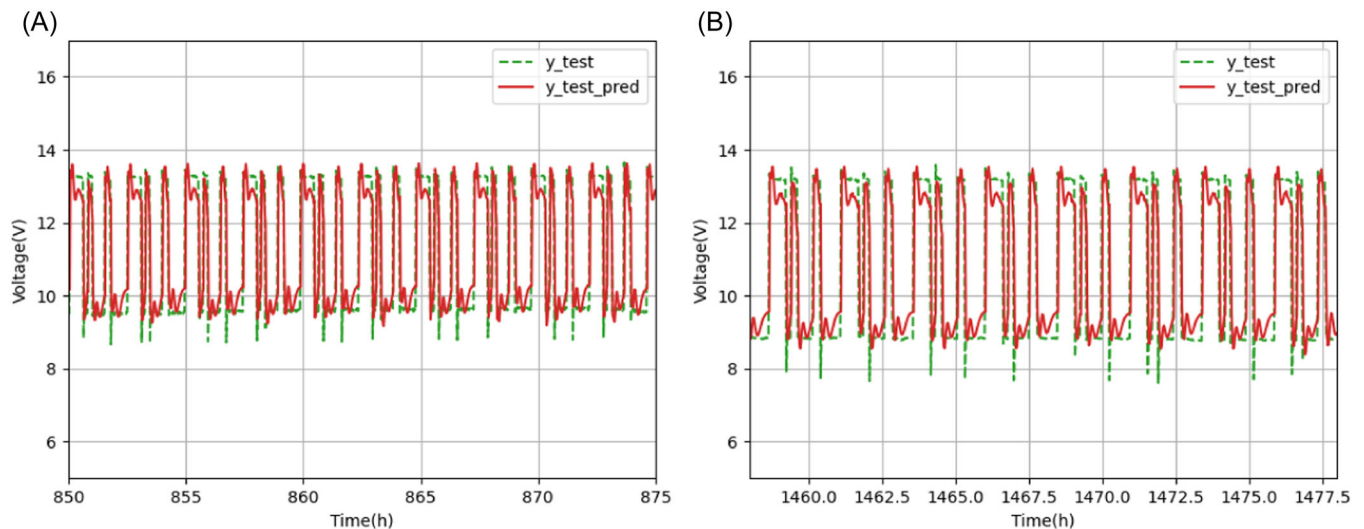 (A)
y_test
y_test_pred
Voltage(V)
16
14
12
10
8
6
850
855
860
865
870
875
Time(h)
(B)
y_test
y_test_pred
Voltage(V)
16
14
12
10
8
6
1460.0
1462.5
1465.0
1467.5
1470.0
1472.5
1475.0
1477.5
Time(h)